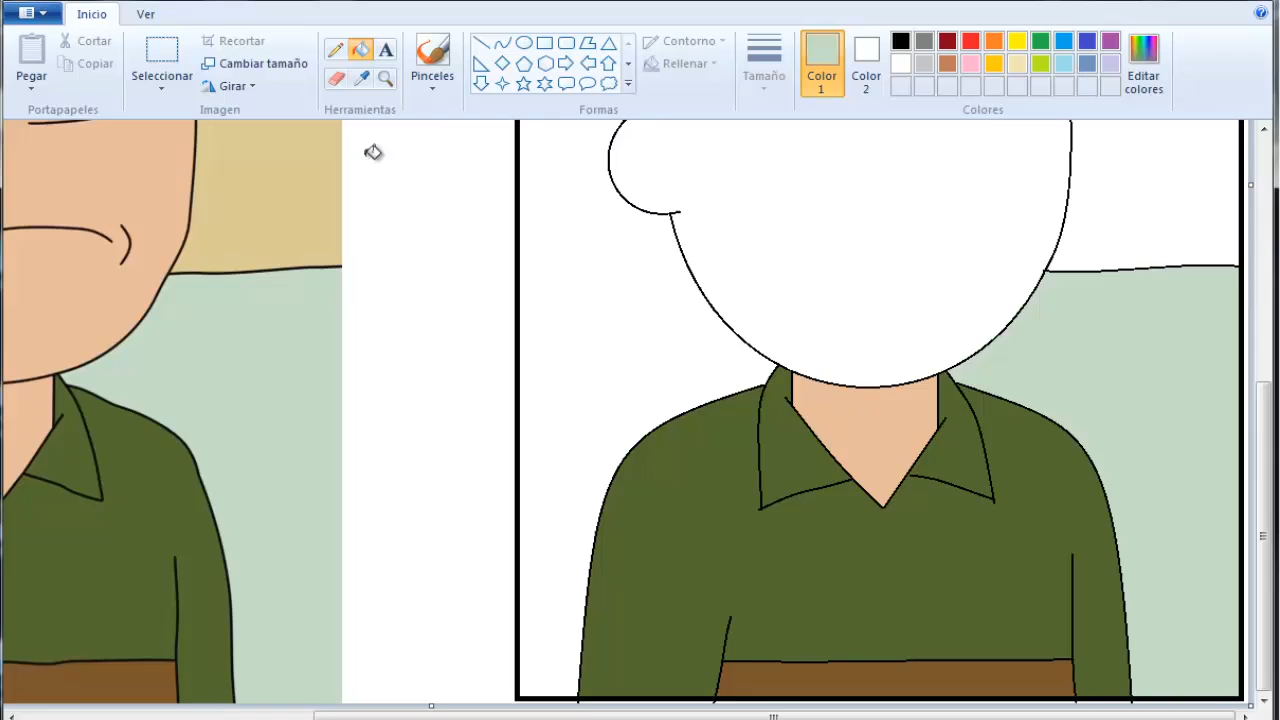 Inicio Ver
Pegar
Cortar
Copiar
Portapapeles
Seleccionar
Recortar
Cambiar tamaño
Girar
Imagen
A
Herramientas
Pinceles
Contorno
Rellenar
Formas
Tamaño
Color
1
Color
2
Editar
colores
Colores